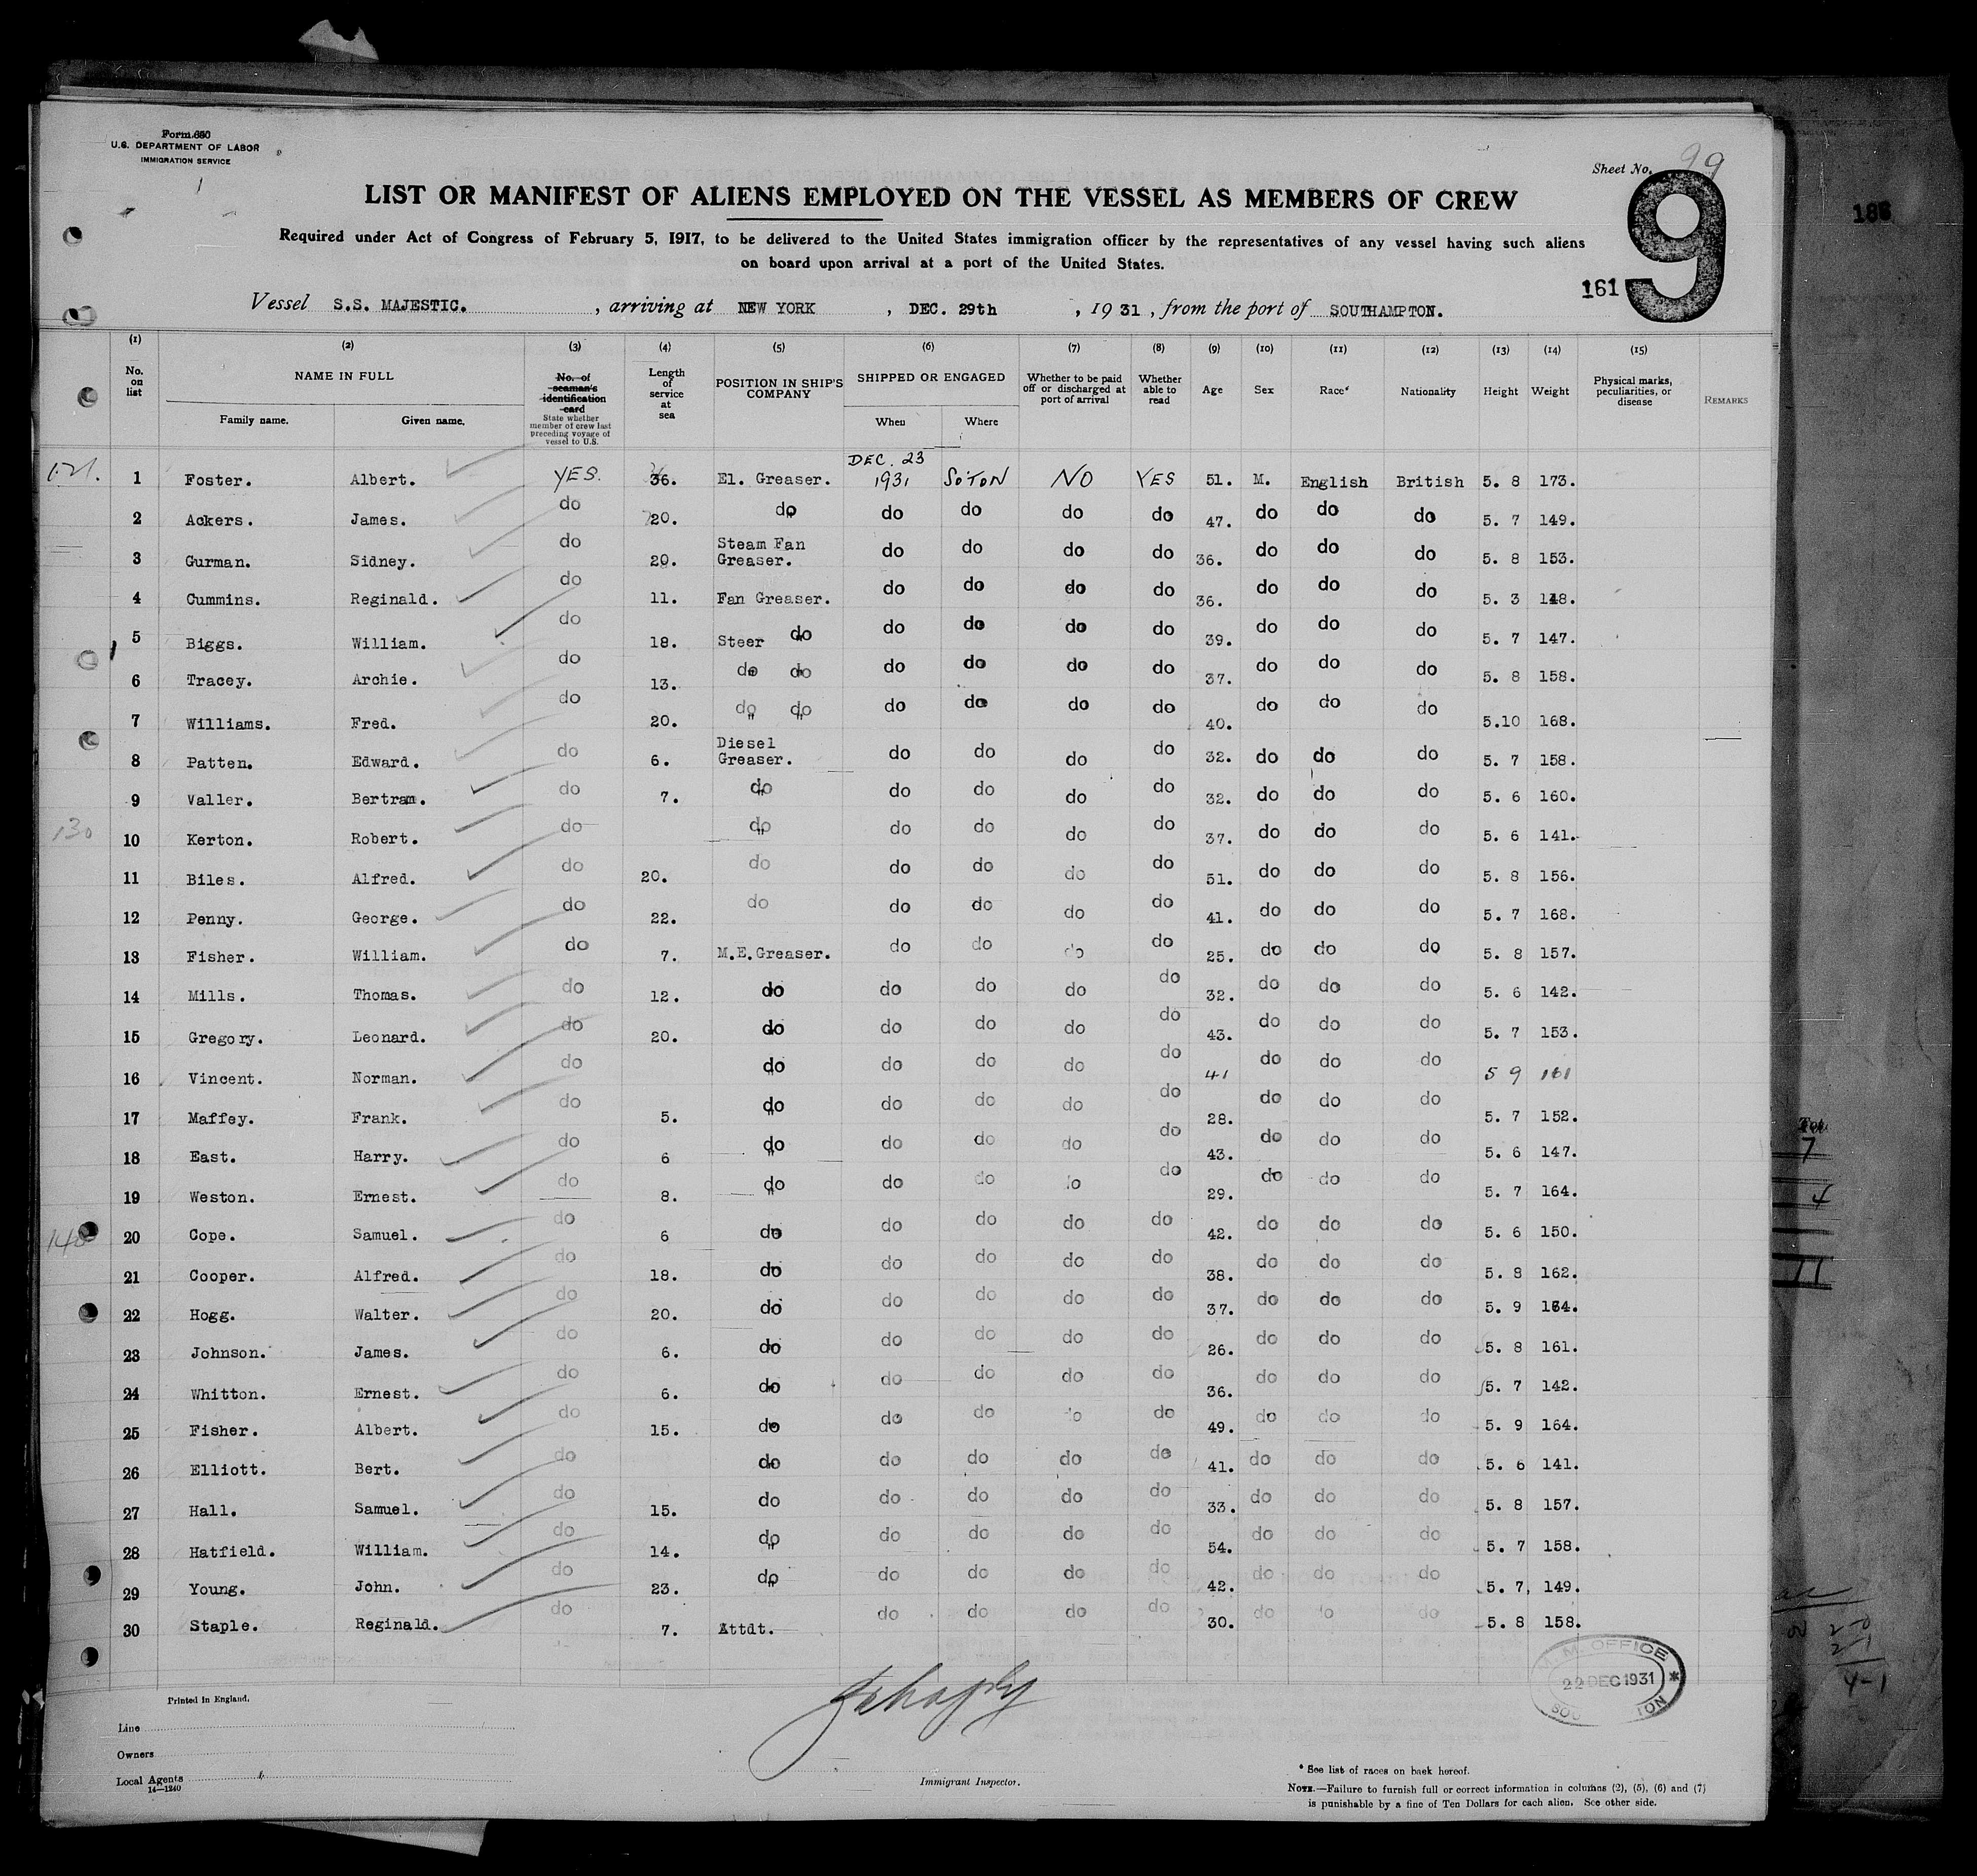 Form 680
U.S. DEPARTMENT OF LABOR
IMMIGRATION SERVICE
Sheet No. 99
9
161
LIST OR MANIFEST OF ALIENS EMPLOYED ON THE VESSEL AS MEMBERS OF CREW
Required under Act of Congress of February 5, 1917, to be delivered to the United States immigration officer by the representatives of any vessel having such aliens
on board upon arrival at a port of the United States.
Vessel S.S. MAJESTIC. , arriving at NEW YORK , DEC. 29th , 19 31 , from the port of SOUTHAMPTON.
(1) (2) (3) (4) (5) (6) (7) (8) (9) (10) (11) (12) (13) (14) (15)
No. on list NAME IN FULL Family name. Given name. No. of seaman's identification card State whether member of crew last preceding voyage of vessel to U.S. Length of service at sea POSITION IN SHIP'S COMPANY SHIPPED OR ENGAGED When Where Whether to be paid off or discharged at port of arrival Whether able to read Age Sex Race* Nationality Height Weight Physical marks, peculiarities, or disease REMARKS
1 Foster. Albert. YES. 36. El. Greaser. DEC. 23 1931 SO'TON NO YES 51. M. English British 5. 8 173.
2 Ackers. James. do 20. do do do do do 47. do do do 5. 7 149.
3 Gurman. Sidney. do 20. Steam Fan Greaser. do do do do 36. do do do 5. 8 153.
4 Cummins. Reginald. do 11. Fan Greaser. do do do do 36. do do do 5. 3 148.
5 Biggs. William. do 18. Steer do do do do do 39. do do do 5. 7 147.
6 Tracey. Archie. do 13. do do do do do do 37. do do do 5. 8 158.
7 Williams. Fred. do 20. do do do do do do 40. do do do 5.10 168.
8 Patten. Edward. do 6. Diesel Greaser. do do do do 32. do do do 5. 7 158.
9 Valler. Bertram. do 7. do do do do do 32. do do do 5. 6 160.
130
10 Kerton. Robert. do do do do do do 37. do do do 5. 6 141.
11 Biles. Alfred. do 20. do do do do do 51. do do do 5. 8 156.
12 Penny. George. do 22. do do do do do 41. do do do 5. 7 168.
13 Fisher. William. do 7. M.E.Greaser. do do do do 25. do do do 5. 8 157.
14 Mills. Thomas. do 12. do do do do do 32. do do do 5. 6 142.
15 Gregory. Leonard. do 20. do do do do do 43. do do do 5. 7 153.
16 Vincent. Norman. do do do do do do 41 do do do 5 9 161
17 Maffey. Frank. do 5. do do do do do 28. do do do 5. 7 152.
18 East. Harry. do 6 do do do do do 43. do do do 5. 6 147.
19 Weston. Ernest. do 8. do do do do do 29. do do do 5. 7 164.
140
20 Cope. Samuel. do 6 do do do do do 42. do do do 5. 6 150.
21 Cooper. Alfred. do 18. do do do do do 38. do do do 5. 8 162.
22 Hogg. Walter. do 20. do do do do do 37. do do do 5. 9 164.
23 Johnson. James. do 6. do do do do do 26. do do do 5. 8 161.
24 Whitton. Ernest. do 6. do do do do do 36. do do do 5. 7 142.
25 Fisher. Albert. do 15. do do do do do 49. do do do 5. 9 164.
26 Elliott. Bert. do do do do do do 41. do do do 5. 6 141.
27 Hall. Samuel. do 15. do do do do do 33. do do do 5. 8 157.
28 Hatfield. William. do 14. do do do do do 54. do do do 5. 7 158.
29 Young. John. do 23. do do do do do 42. do do do 5. 7, 149.
30 Staple. Reginald. do 7. Attdt. do do do do 30. do do do 5. 8 158.
OFFICE
22 DEC 1931
Printed in England.
Line
Owners
Local Agents
14—1240
Immigrant Inspector.
* See list of races on back hereof.
NOTE.—Failure to furnish full or correct information in columns (2), (5), (6) and (7)
is punishable by a fine of Ten Dollars for each alien. See other side.